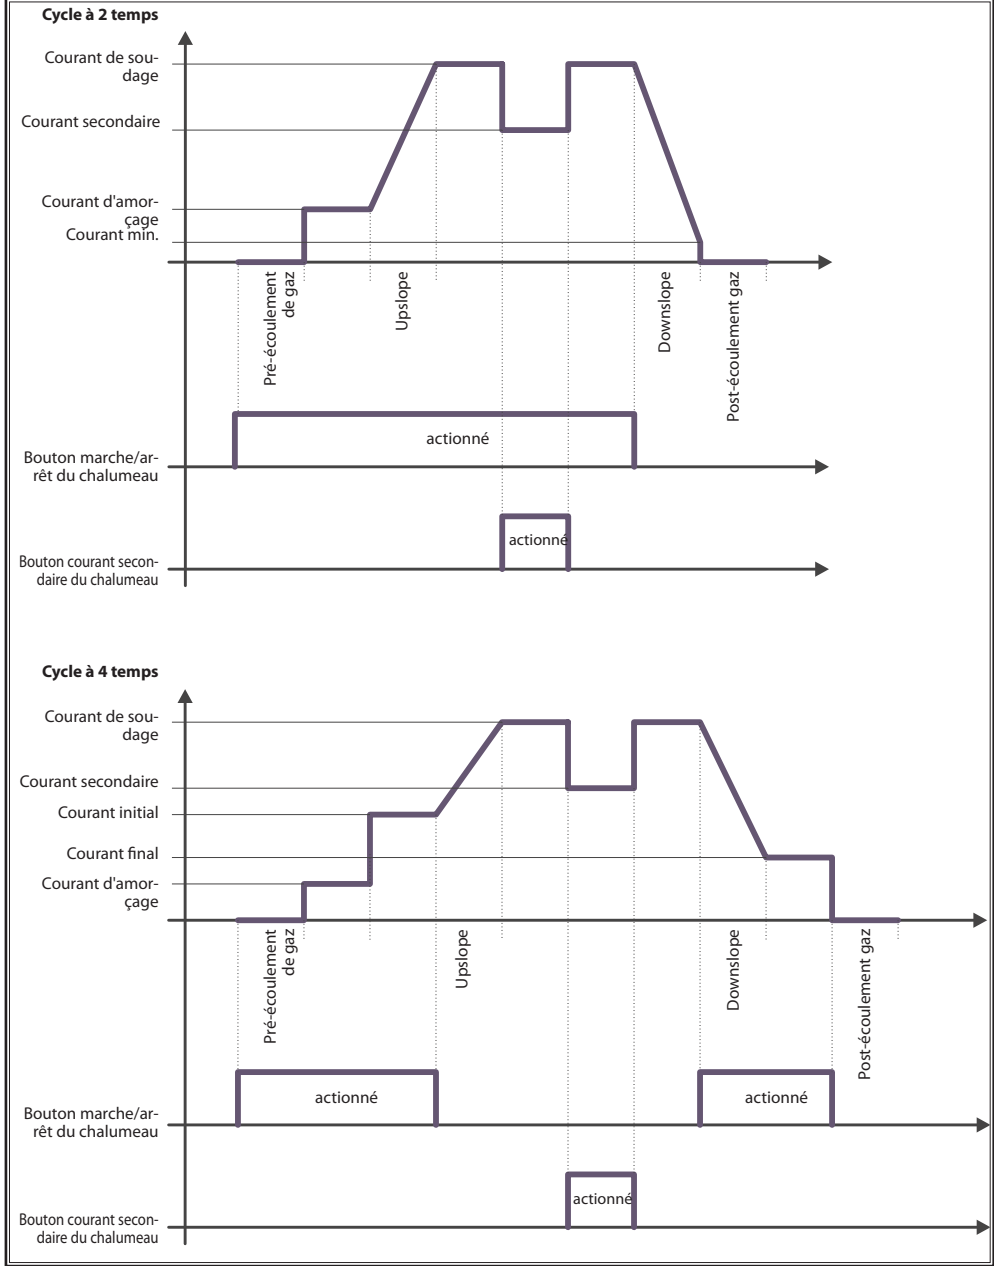 Cycle à 2 temps
Courant de sou-
dage
Courant secondaire
Courant d'amor-
çage
Courant min.
Pré-écoulement
de gaz
Upslope
Downslope
Post-écoulement gaz
actionné
Bouton marche/ar-
rêt du chalumeau
actionné
Bouton courant secon-
daire du chalumeau
Cycle à 4 temps
Courant de sou-
dage
Courant secondaire
Courant initial
Courant final
Courant d'amor-
çage
Pré-écoulement
de gaz
Upslope
Downslope
Post-écoulement gaz
actionné
actionné
Bouton marche/ar-
rêt du chalumeau
actionné
Bouton courant secon-
daire du chalumeau